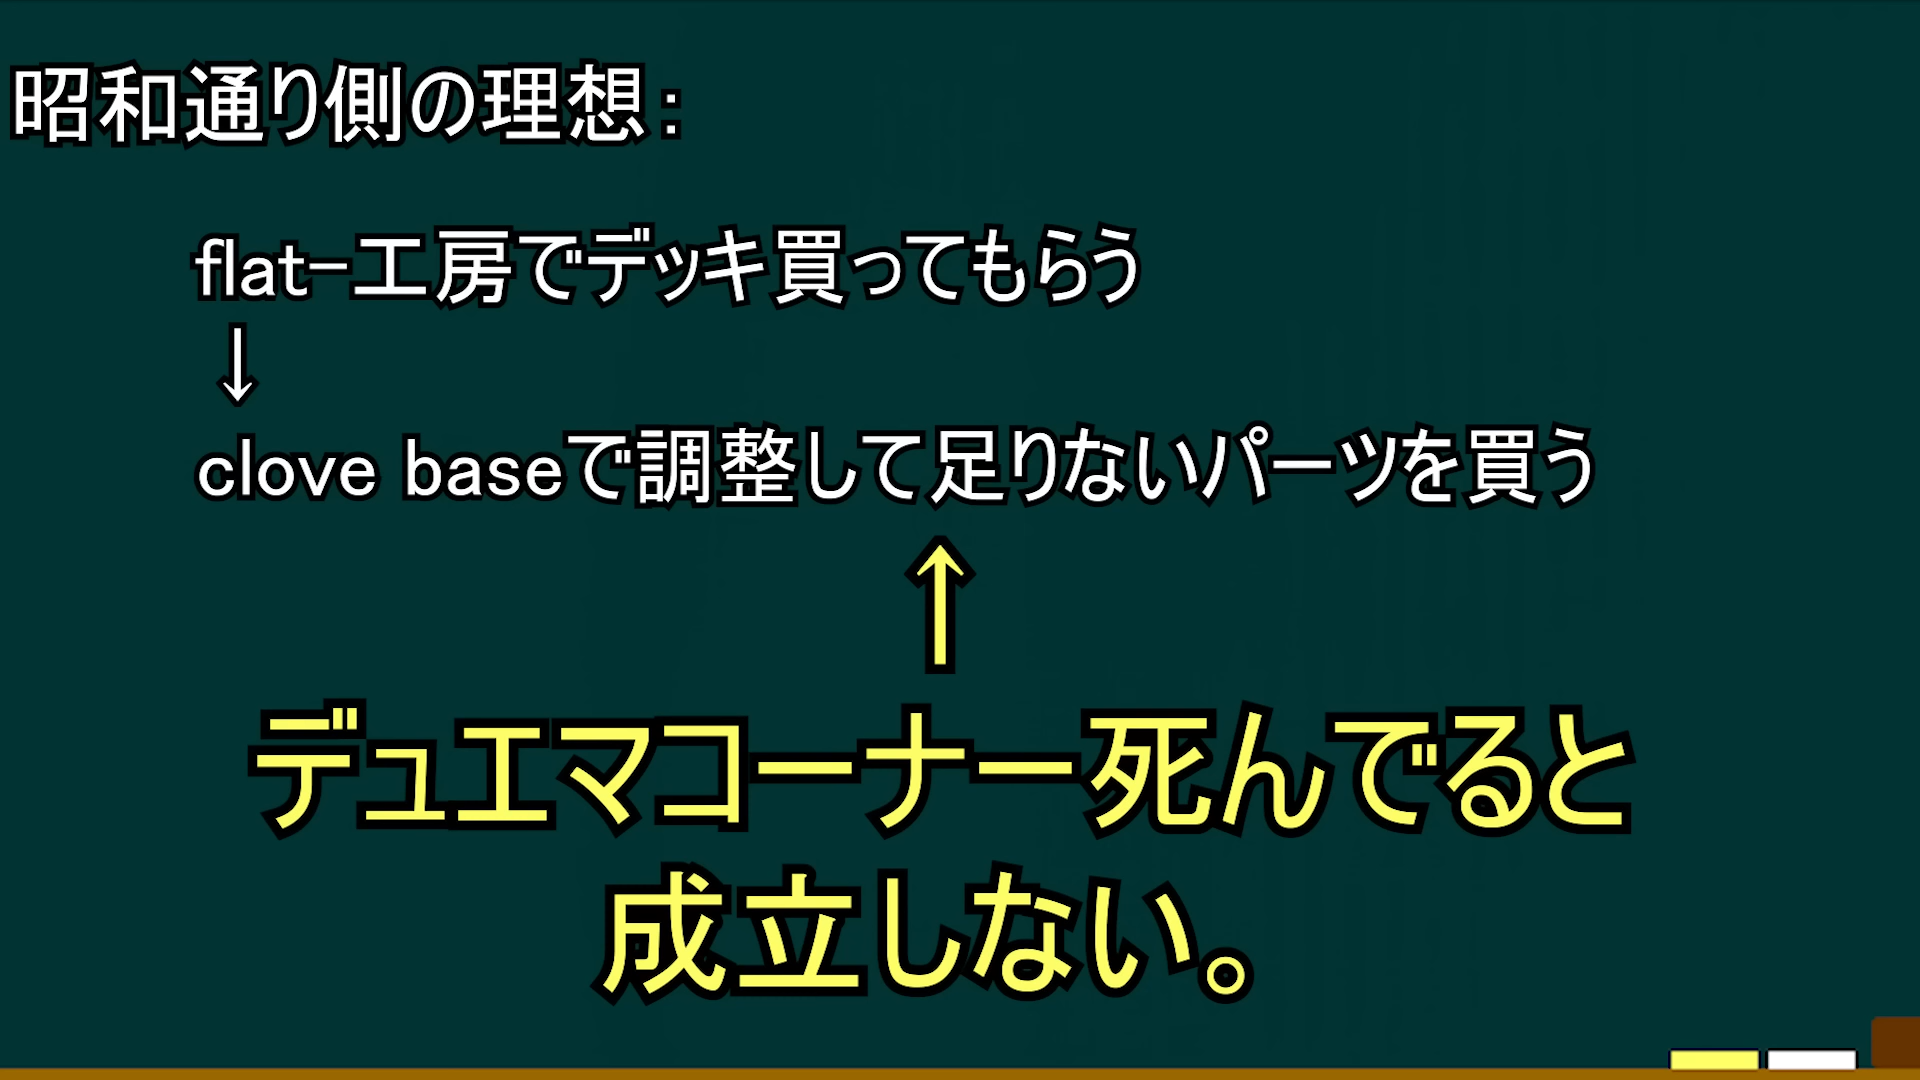 昭和通り側の理想：
flat-工房でデッキ買ってもらう
↓
clove baseで調整して足りないパーツを買う
↑
デュエマコーナー死んでると
成立しない。